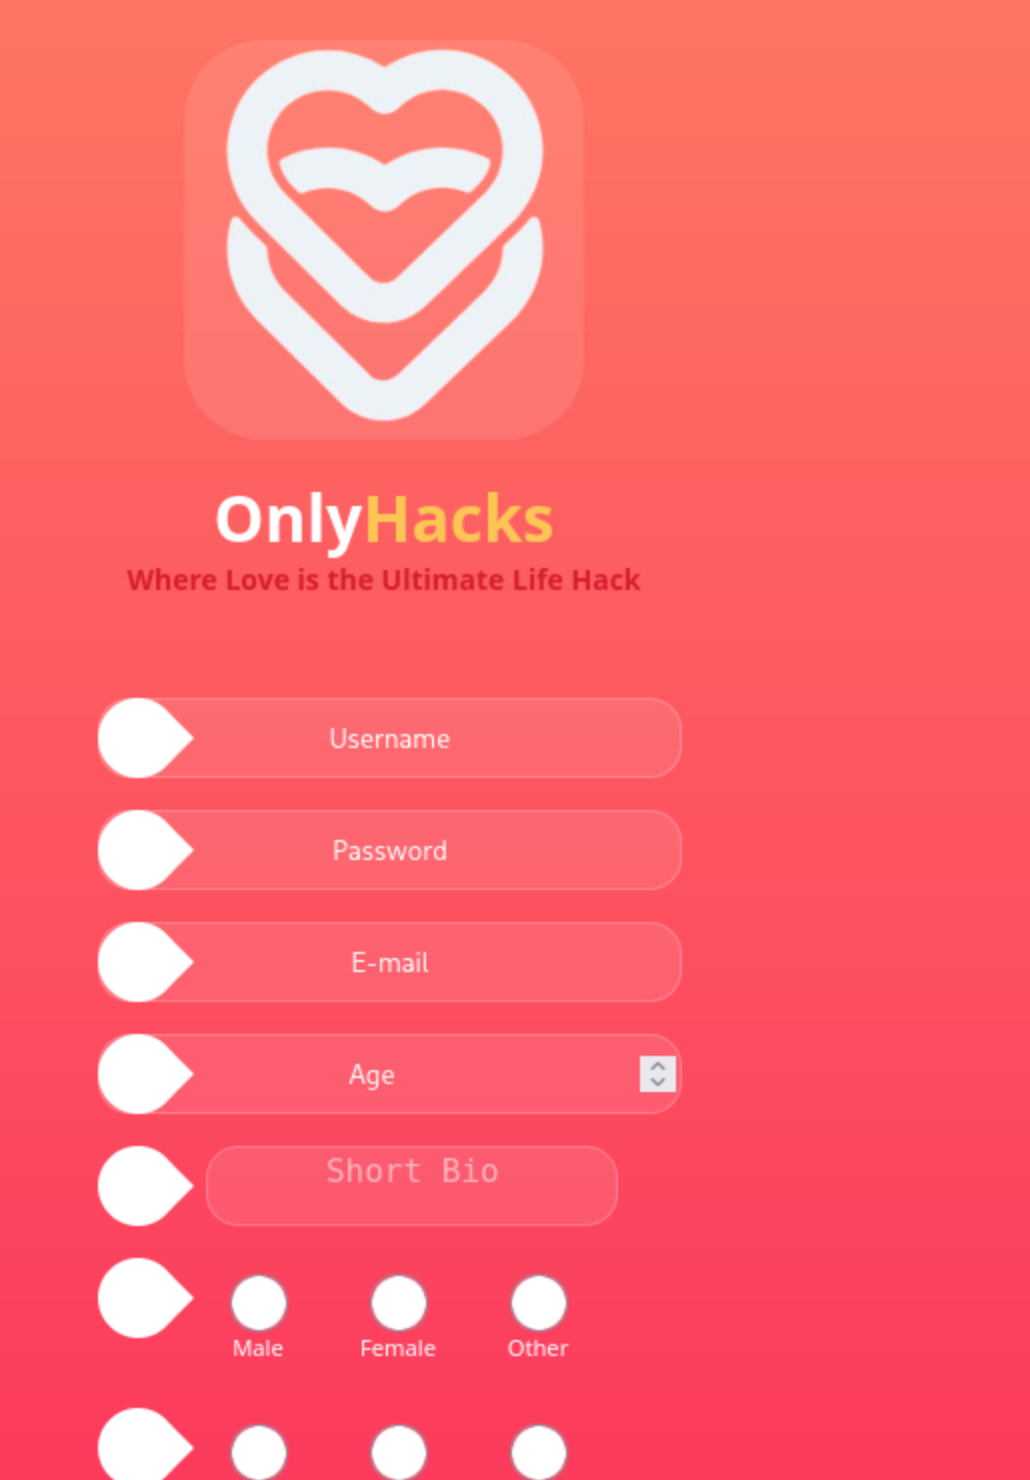 OnlyHacks
Where Love is the Ultimate Life Hack
Username
Password
E-mail
Age
Short Bio
Male Female Other